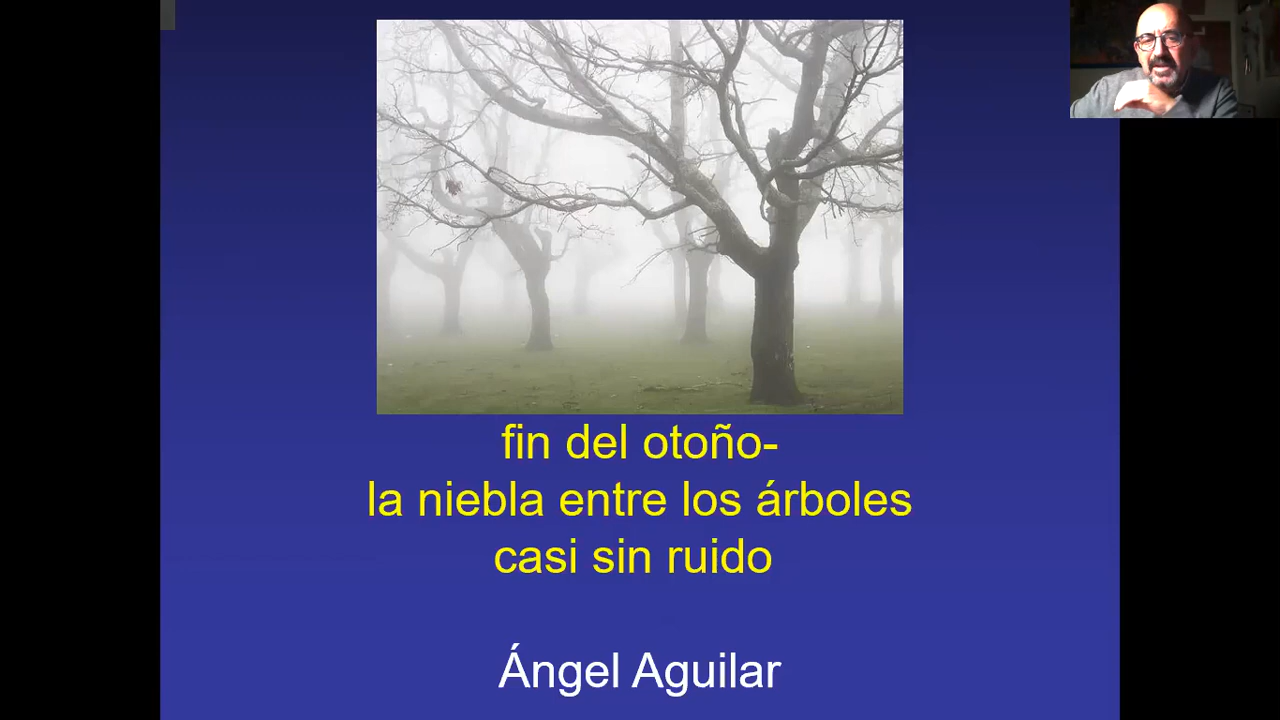 fin del otoño-
la niebla entre los árboles
casi sin ruido
Ángel Aguilar